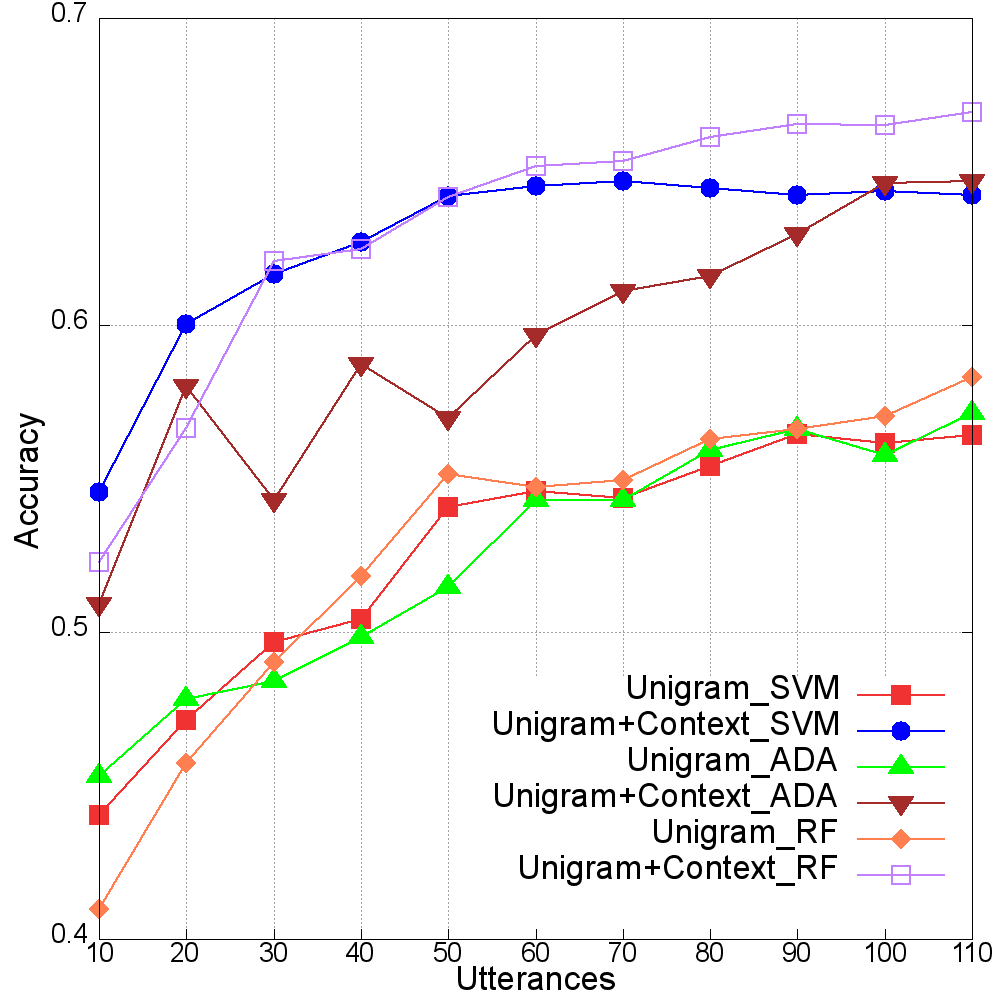 0.7
0.6
0.5
0.4
Accuracy
10 20 30 40 50 60 70 80 90 100 110
Utterances
Unigram_SVM
Unigram+Context_SVM
Unigram_ADA
Unigram+Context_ADA
Unigram_RF
Unigram+Context_RF